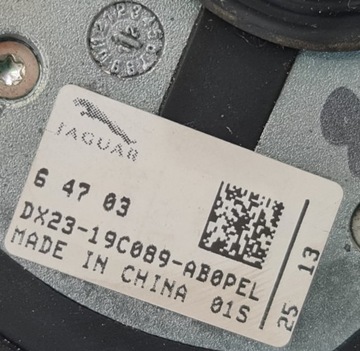 JAGUAR
6 47 03
DX23-19C089-AB0PEL
MADE IN CHINA 01S
25 13